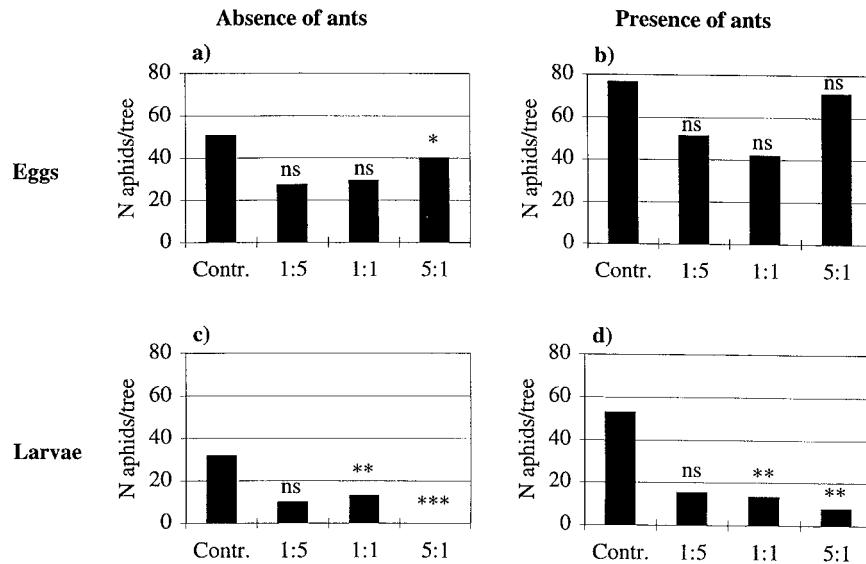 Absence of ants
Presence of ants
Eggs
a)
N aphids/tree
80
60
40
20
0
ns
ns
*
Contr. 1:5 1:1 5:1
b)
N aphids/tree
80
60
40
20
0
ns
ns
ns
Contr. 1:5 1:1 5:1
Larvae
c)
N aphids/tree
80
60
40
20
0
ns
**
***
Contr. 1:5 1:1 5:1
d)
N aphids/tree
80
60
40
20
0
ns
**
**
Contr. 1:5 1:1 5:1